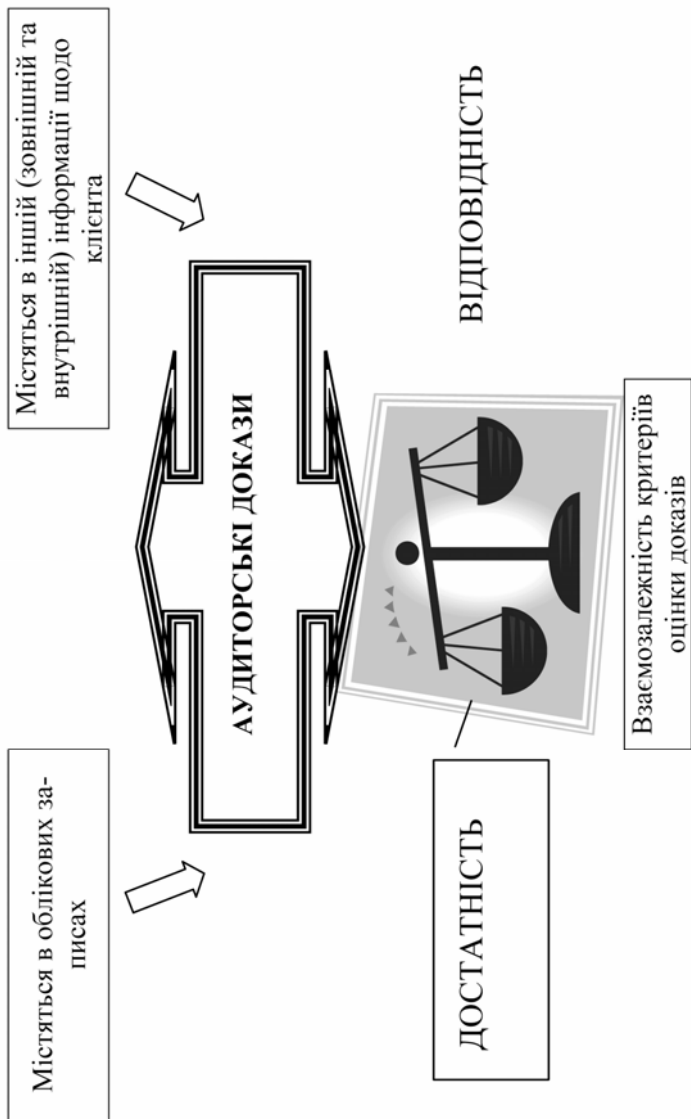 Містяться в облікових за-
писах
Містяться в іншій (зовнішній та
внутрішній) інформації щодо
клієнта
АУДИТОРСЬКІ ДОКАЗИ
ДОСТАТНІСТЬ
ВІДПОВІДНІСТЬ
Взаємозалежність критеріїв
оцінки доказів